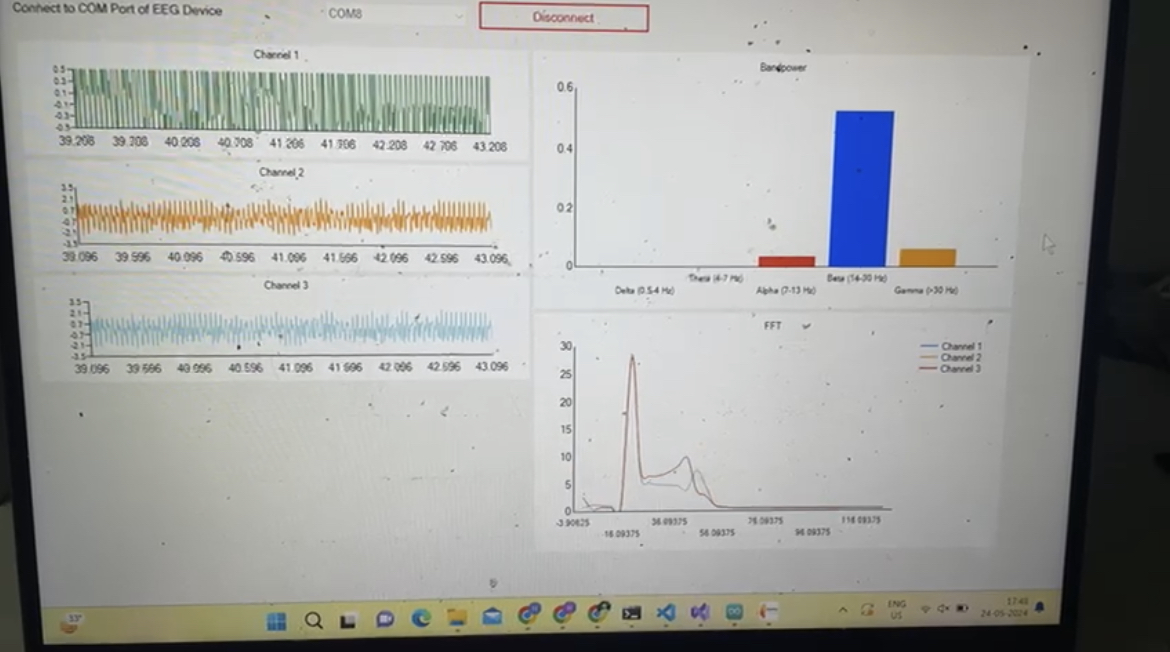 Connect to COM Port of EEG Device
COM8
Disconnect
Channel 1
0.5
0.3
0.1
-0.1
-0.3
-0.5
39.208 39.708 40.208 40.708 41.208 41.708 42.208 42.708 43.208
Channel 2
3.5
2.1
0.7
-0.7
-2.1
-3.5
39.096 39.596 40.096 40.596 41.096 41.596 42.096 42.596 43.096
Channel 3
3.5
2.1
0.7
-0.7
-2.1
-3.5
39.096 39.596 40.096 40.596 41.096 41.596 42.096 42.596 43.096
Bandpower
0.6
0.4
0.2
0
Theta (4-7 Hz) Beta (14-30 Hz)
Delta (0.5-4 Hz) Alpha (7-13 Hz) Gamma (>30 Hz)
FFT
Channel 1
Channel 2
Channel 3
30
25
20
15
10
5
0
-3.90625 36.09375 76.09375 116.09375
16.09375 56.09375 96.09375
33°
ENG
US
17:45
24-05-2024